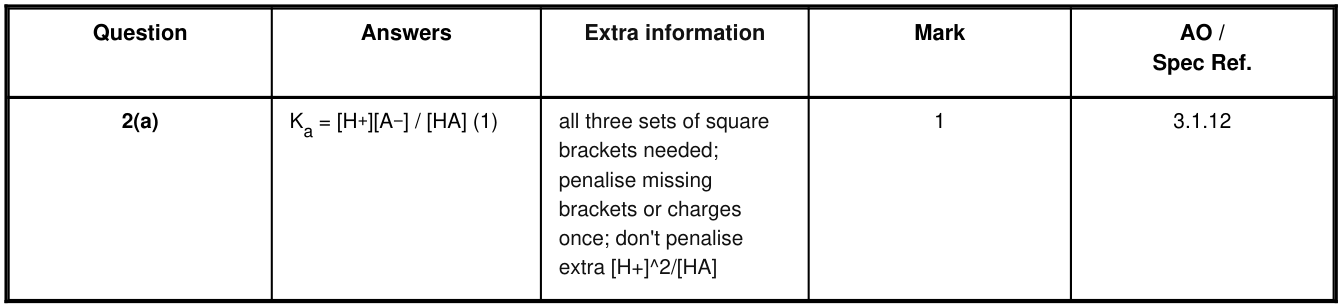 Question Answers Extra information Mark AO /
Spec Ref.
2(a) Kₐ = [H⁺][A⁻] / [HA] (1) all three sets of square 1 3.1.12
brackets needed;
penalise missing
brackets or charges
once; don't penalise
extra [H+]^2/[HA]